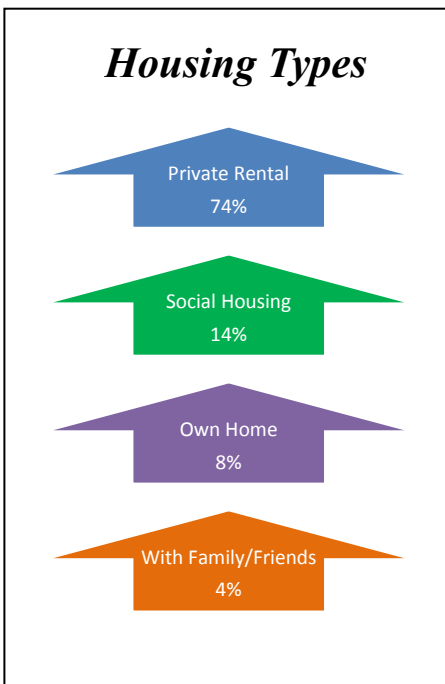 Housing Types
Private Rental
74%
Social Housing
14%
Own Home
8%
With Family/Friends
4%